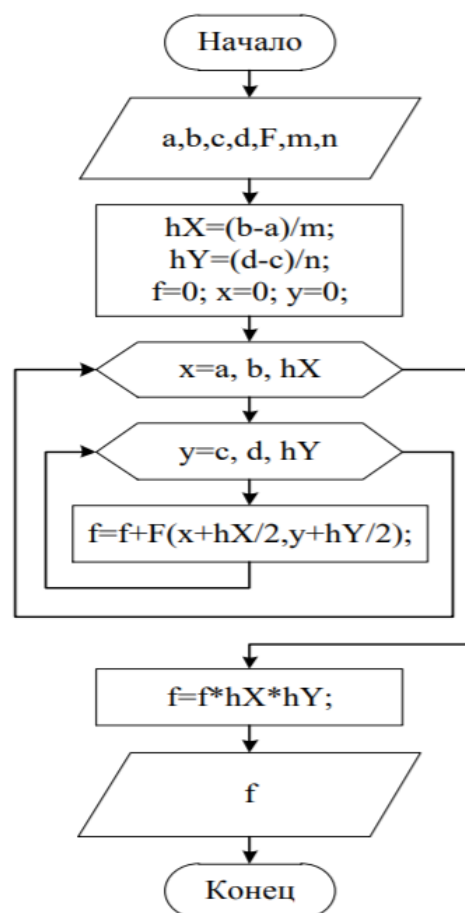 Начало
a,b,c,d,F,m,n
hX=(b-a)/m;
hY=(d-c)/n;
f=0; x=0; y=0;
x=a, b, hX
y=c, d, hY
f=f+F(x+hX/2,y+hY/2);
f=f*hX*hY;
f
Конец